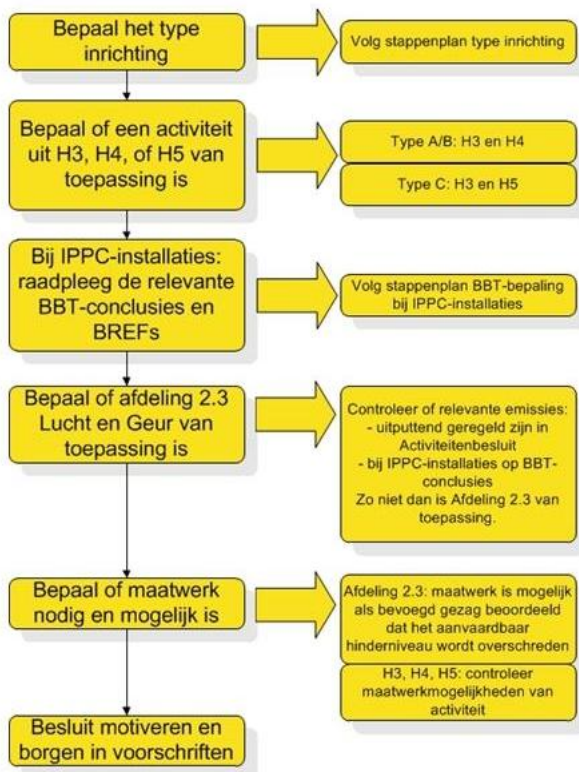 Bepaal het type
inrichting
Volg stappenplan type inrichting
Bepaal of een activiteit
uit H3, H4, of H5 van
toepassing is
Type A/B: H3 en H4
Type C: H3 en H5
Bij IPPC-installaties:
raadpleeg de relevante
BBT-conclusies en
BREFs
Volg stappenplan BBT-bepaling
bij IPPC-installaties
Bepaal of afdeling 2.3
Lucht en Geur van
toepassing is
Controleer of relevante emissies:
- uitputtend geregeld zijn in
Activiteitenbesluit
- bij IPPC-installaties op BBT-
conclusies
Zo niet dan is Afdeling 2.3 van
toepassing.
Bepaal of maatwerk
nodig en mogelijk is
Afdeling 2.3: maatwerk is mogelijk
als bevoegd gezag beoordeeld
dat het aanvaardbaar
hinderniveau wordt overschreden
H3, H4, H5: controleer
maatwerkmogelijkheden van
activiteit
Besluit motiveren en
borgen in voorschriften